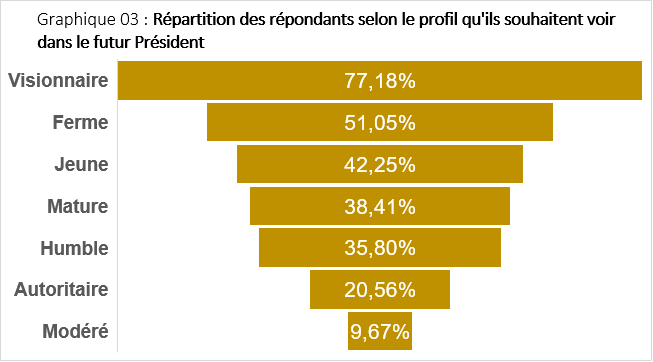 Graphique 03 : Répartition des répondants selon le profil qu'ils souhaitent voir
dans le futur Président
Visionnaire 77,18%
Ferme 51,05%
Jeune 42,25%
Mature 38,41%
Humble 35,80%
Autoritaire 20,56%
Modéré 9,67%